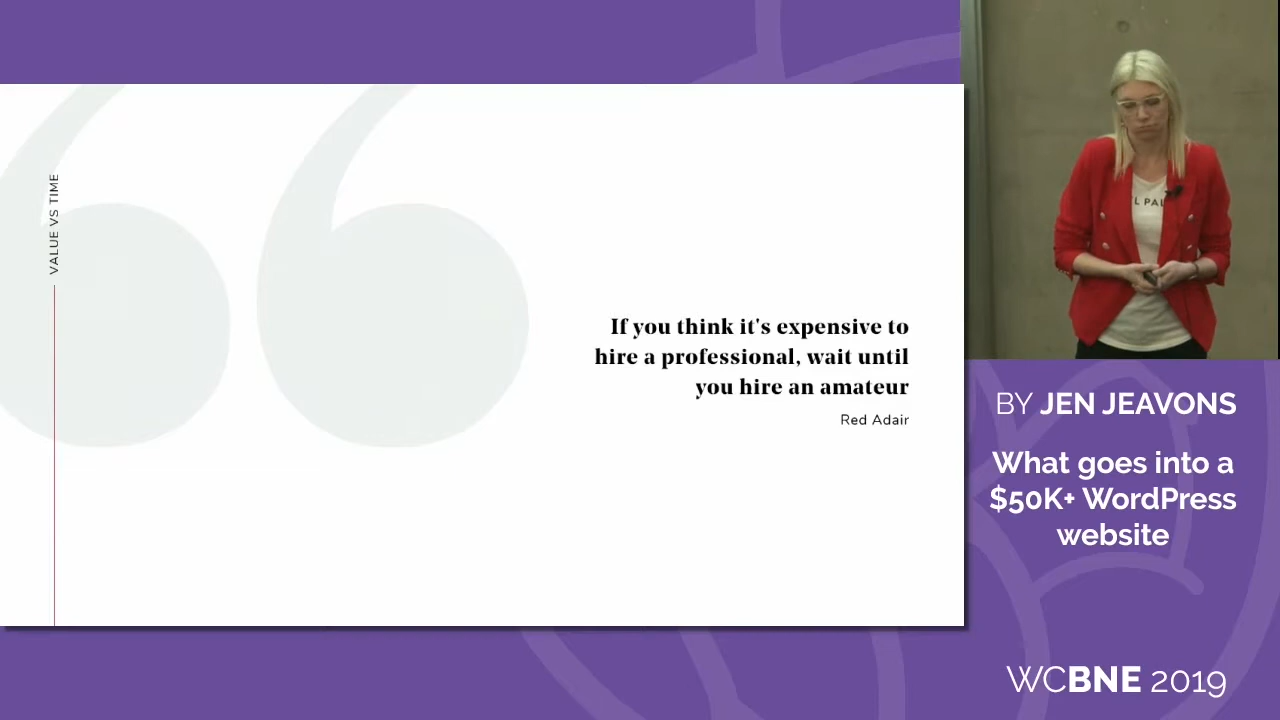 VALUE VS TIME
If you think it's expensive to
hire a professional, wait until
you hire an amateur
Red Adair
L PAL
BY JEN JEAVONS
What goes into a
$50K+ WordPress
website
WCBNE 2019